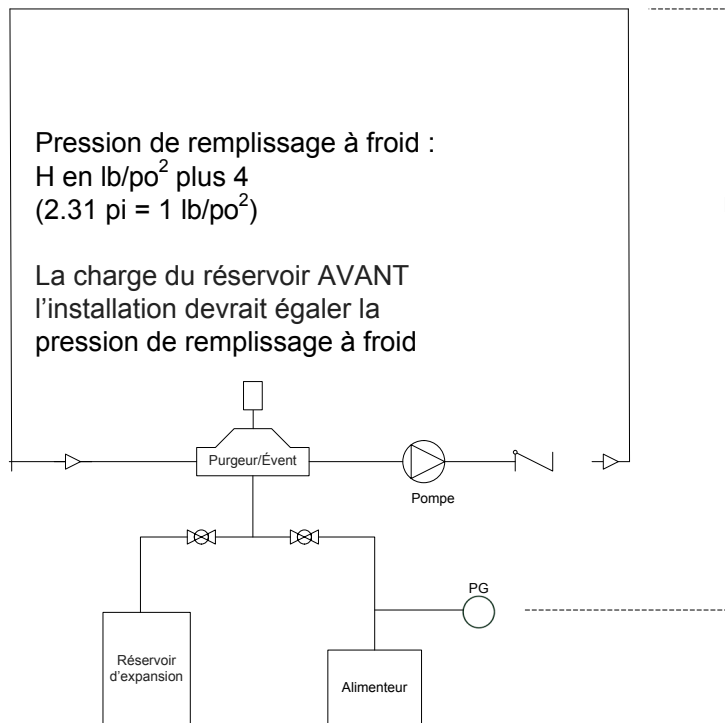 Pression de remplissage à froid :
H en lb/po² plus 4
(2.31 pi = 1 lb/po²)
La charge du réservoir AVANT
l'installation devrait égaler la
pression de remplissage à froid
Purgeur/Évent
Pompe
PG
Réservoir
d'expansion
Alimenteur